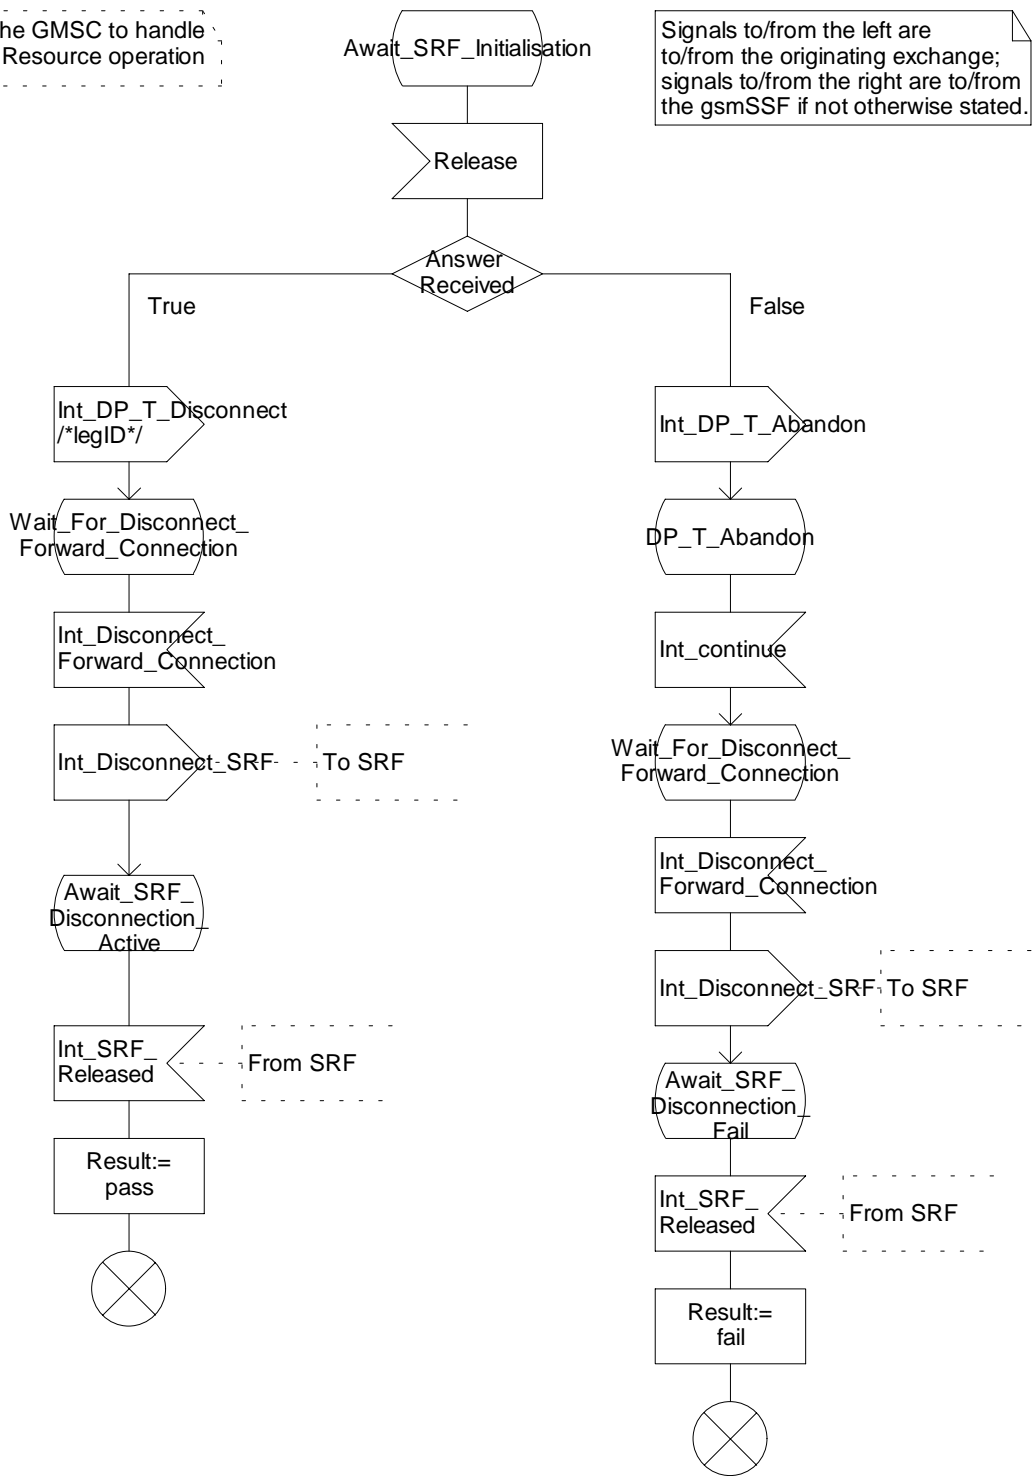 he GMSC to handle
Resource operation
Await_SRF_Initialisation
Signals to/from the left are
to/from the originating exchange;
signals to/from the right are to/from
the gsmSSF if not otherwise stated.
Release
Answer
Received
True
False
Int_DP_T_Disconnect
/*legID*/
Wait_For_Disconnect_
Forward_Connection
Int_Disconnect_
Forward_Connection
Int_Disconnect_SRF
To SRF
Await_SRF_
Disconnection_
Active
Int_SRF_
Released
From SRF
Result:=
pass
Int_DP_T_Abandon
DP_T_Abandon
Int_continue
Wait_For_Disconnect_
Forward_Connection
Int_Disconnect_
Forward_Connection
Int_Disconnect_SRF
To SRF
Await_SRF_
Disconnection_
Fail
Int_SRF_
Released
From SRF
Result:=
fail